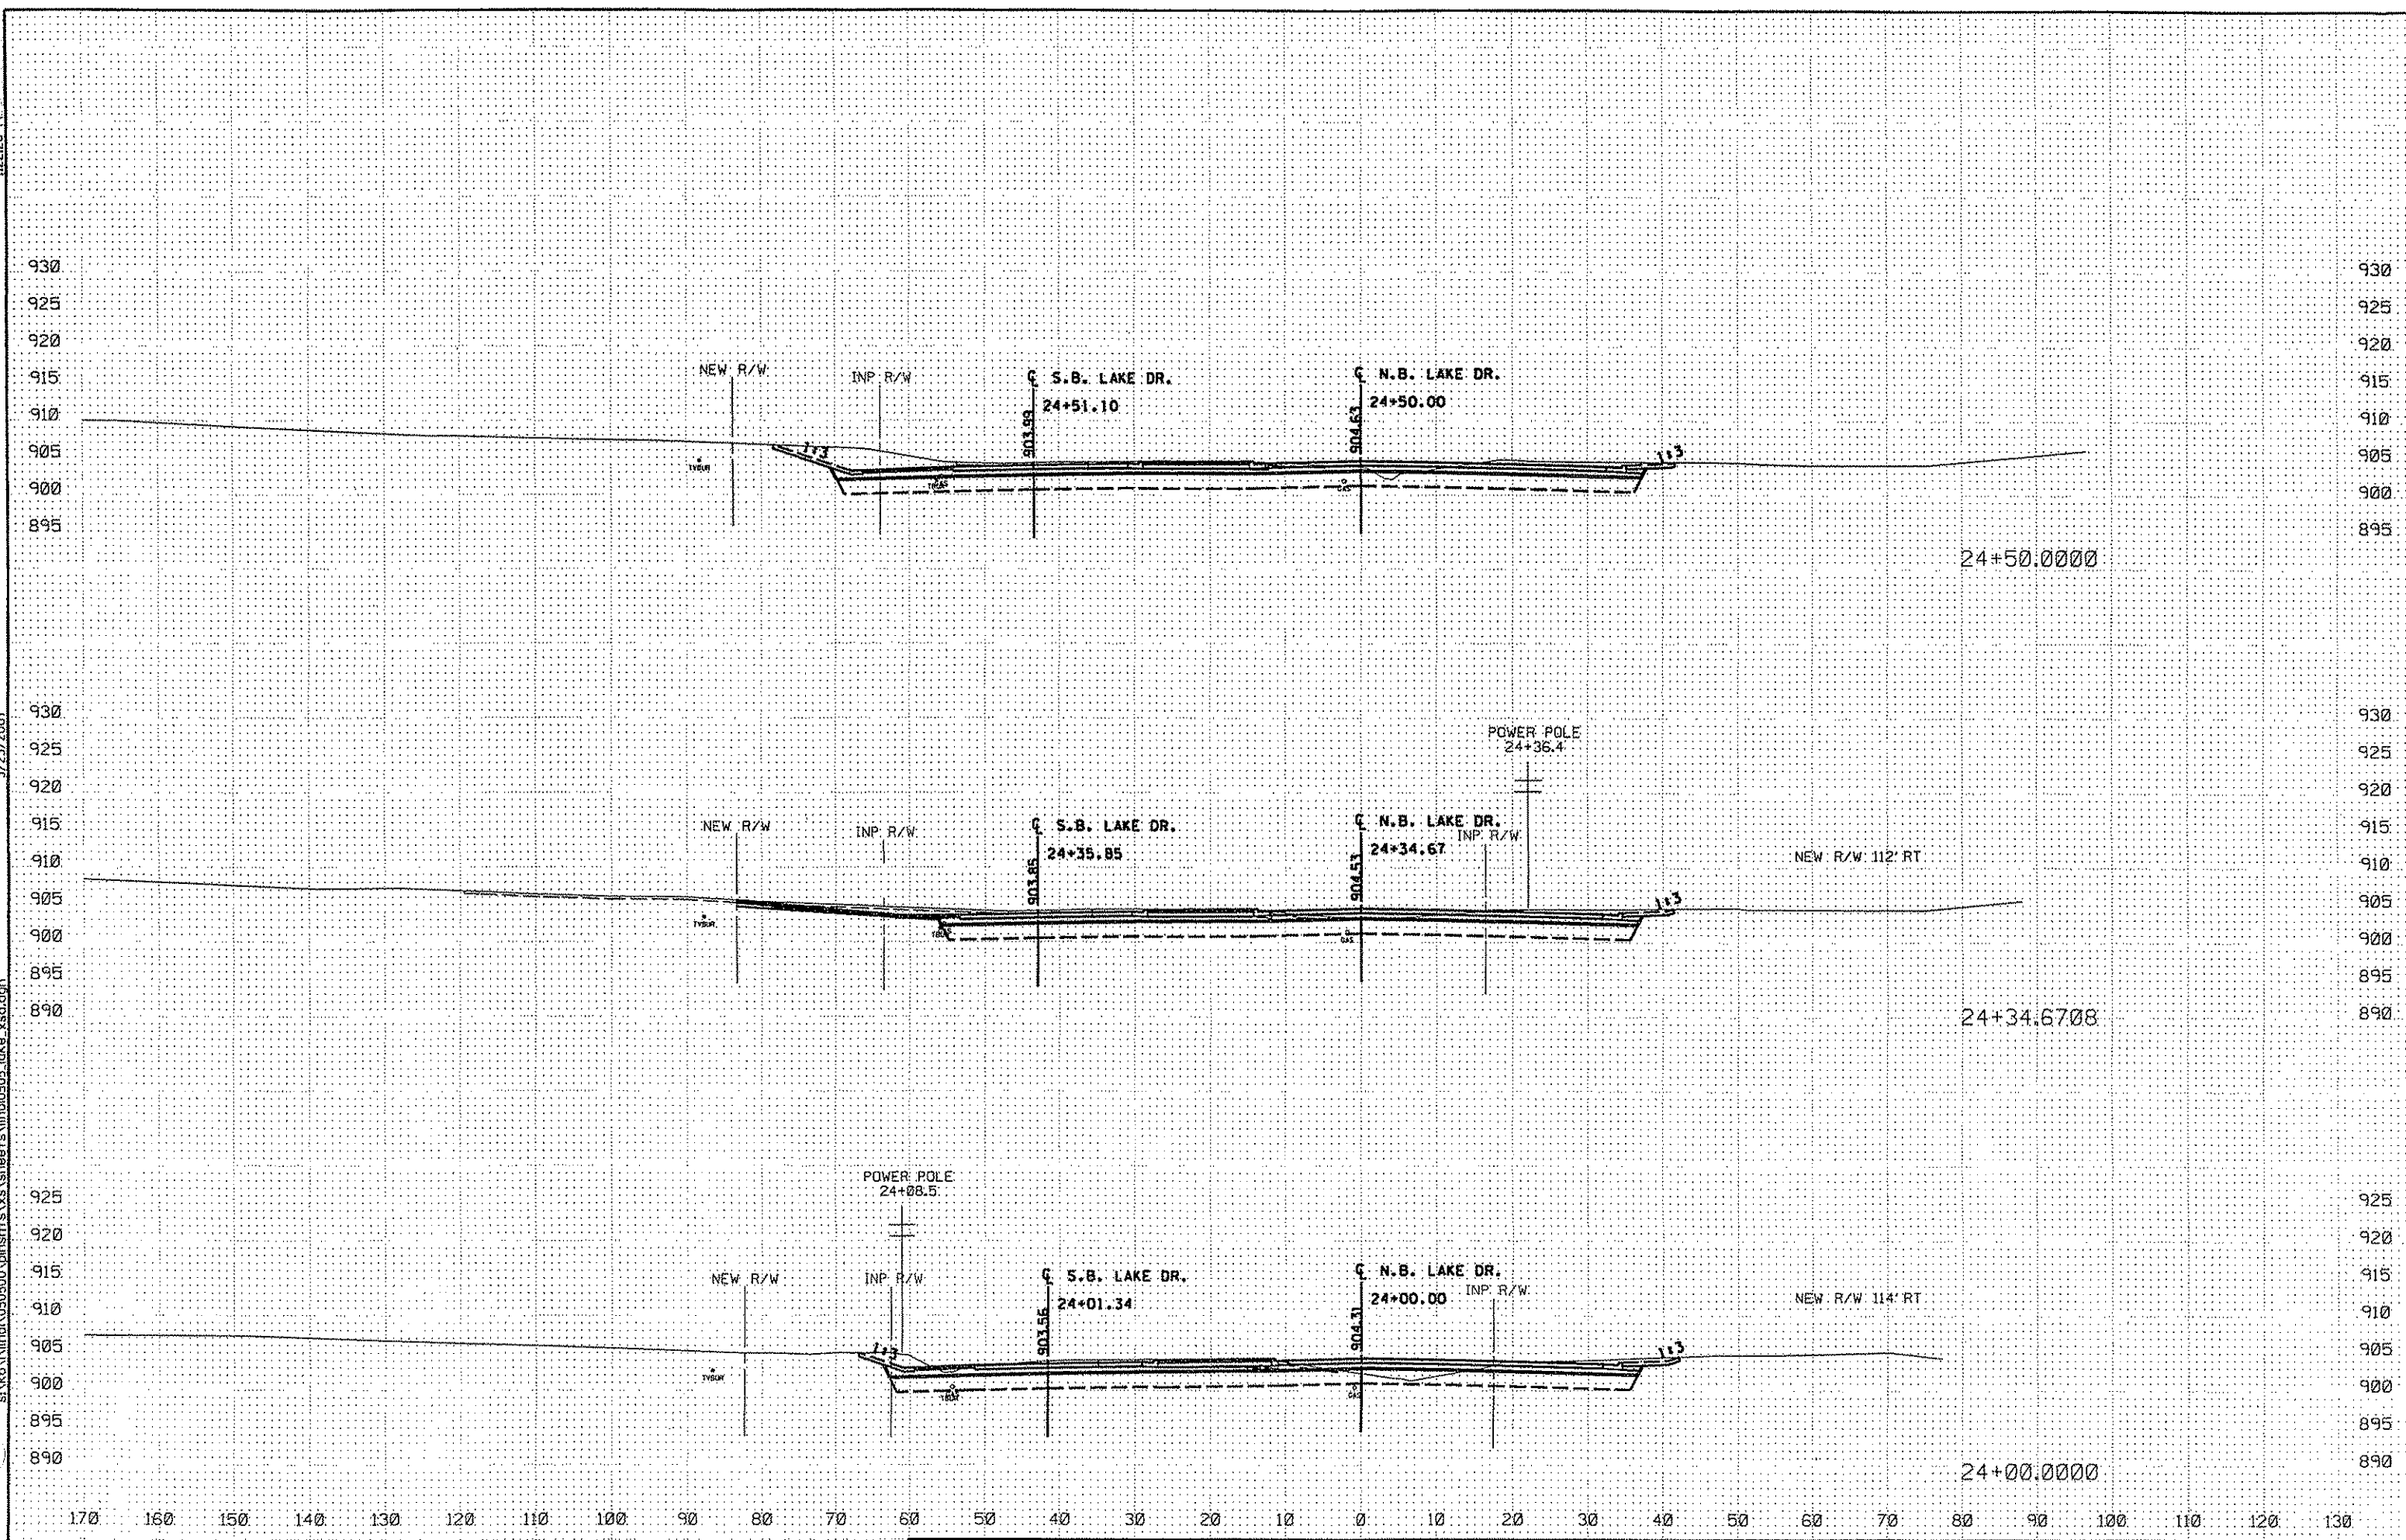 930 930
925 925
920 920
915 915
910 910
905 905
900 900
895 895
NEW R/W
INP R/W
℄ S.B. LAKE DR.
24+51.10
903.99
℄ N.B. LAKE DR.
24+50.00
904.63
1:3
1:3
GAS
24+50.0000
930 930
925 925
920 920
915 915
910 910
905 905
900 900
895 895
890 890
POWER POLE
24+36.4
NEW R/W
INP R/W
℄ S.B. LAKE DR.
24+35.85
903.85
℄ N.B. LAKE DR.
24+34.67
904.53
INP R/W
NEW R/W 112' RT
1:3
GAS
24+34.6708
925 925
920 920
915 915
910 910
905 905
900 900
895 895
890 890
POWER POLE
24+08.5
NEW R/W
INP R/W
℄ S.B. LAKE DR.
24+01.34
903.56
℄ N.B. LAKE DR.
24+00.00
904.31
INP R/W
NEW R/W 114' RT
1:3
1:3
GAS
24+00.0000
170 160 150 140 130 120 110 100 90 80 70 60 50 40 30 20 10 0 10 20 30 40 50 60 70 80 90 100 110 120 130